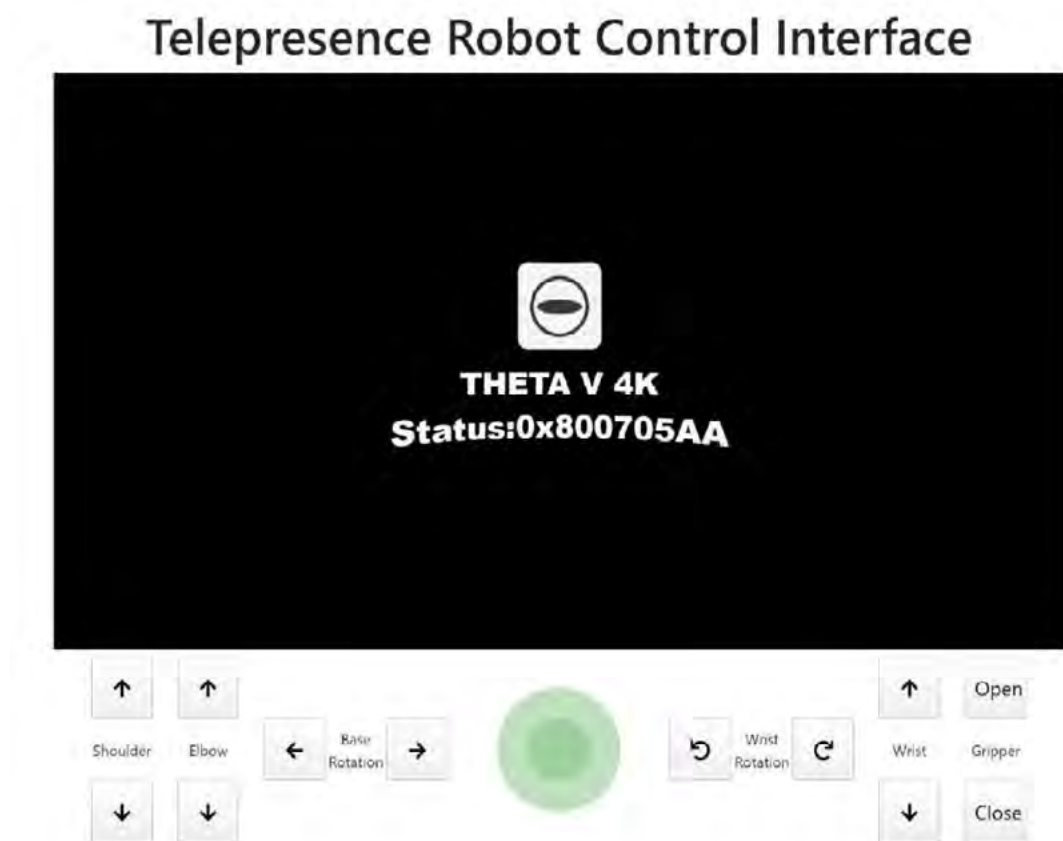 Telepresence Robot Control Interface
THETA V 4K
Status:0x800705AA
Open
Shoulder
Elbow
Base
Rotation
Wrist
Rotation
Wrist
Gripper
Close